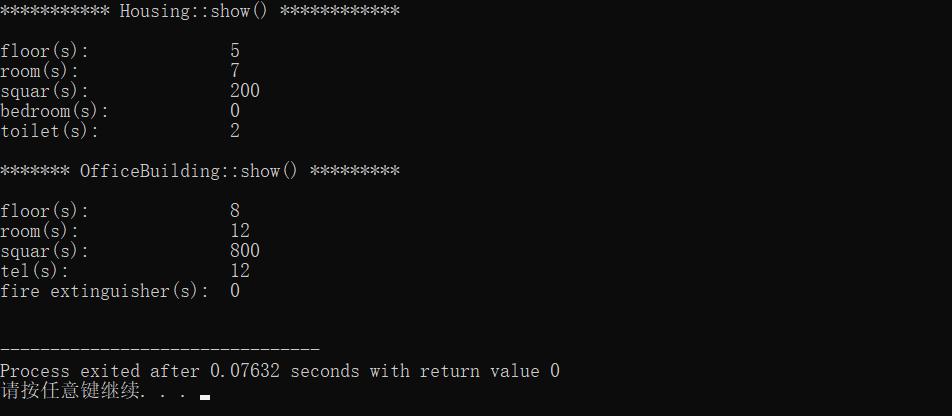 *********** Housing::show() ************
floor(s): 5
room(s): 7
squar(s): 200
bedroom(s): 0
toilet(s): 2
******* OfficeBuilding::show() *********
floor(s): 8
room(s): 12
squar(s): 800
tel(s): 12
fire extinguisher(s): 0
--------------------------------
Process exited after 0.07632 seconds with return value 0
请按任意键继续. . .